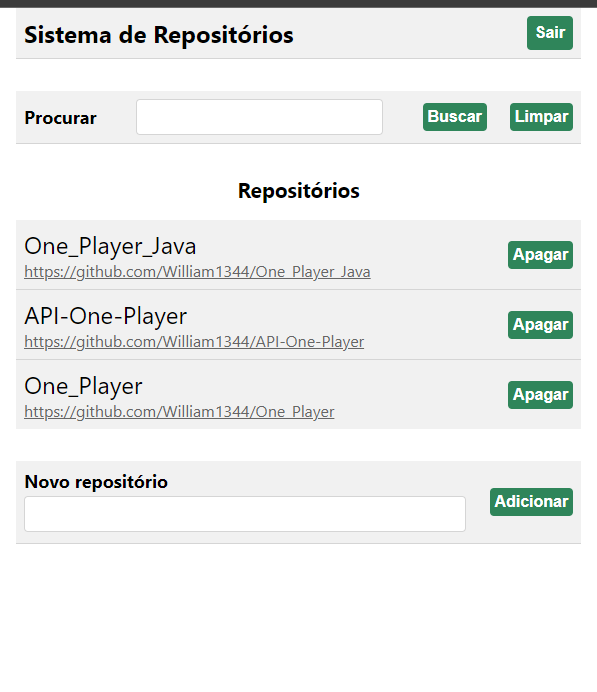 Sistema de Repositórios Sair
Procurar Buscar Limpar
Repositórios
One_Player_Java
https://github.com/William1344/One_Player_Java Apagar
API-One-Player
https://github.com/William1344/API-One-Player Apagar
One_Player
https://github.com/William1344/One_Player Apagar
Novo repositório
Adicionar